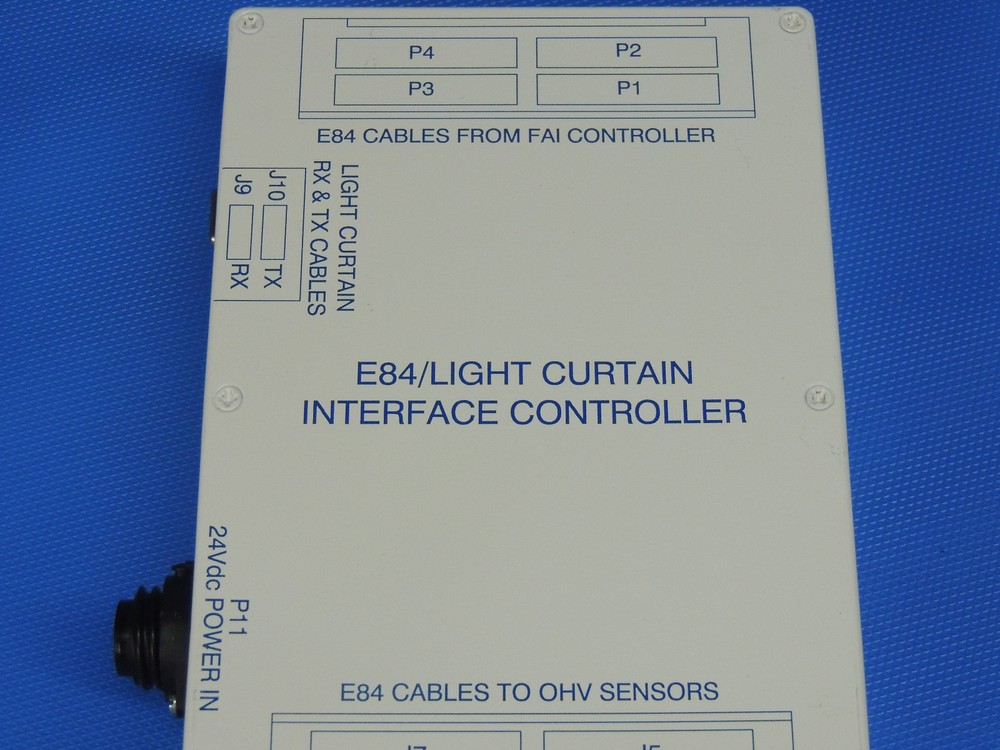 P4 P2
P3 P1
E84 CABLES FROM FAI CONTROLLER
LIGHT CURTAIN
RX & TX CABLES
J10 TX
J9 RX
E84/LIGHT CURTAIN
INTERFACE CONTROLLER
P11
24Vdc POWER IN
E84 CABLES TO OHV SENSORS